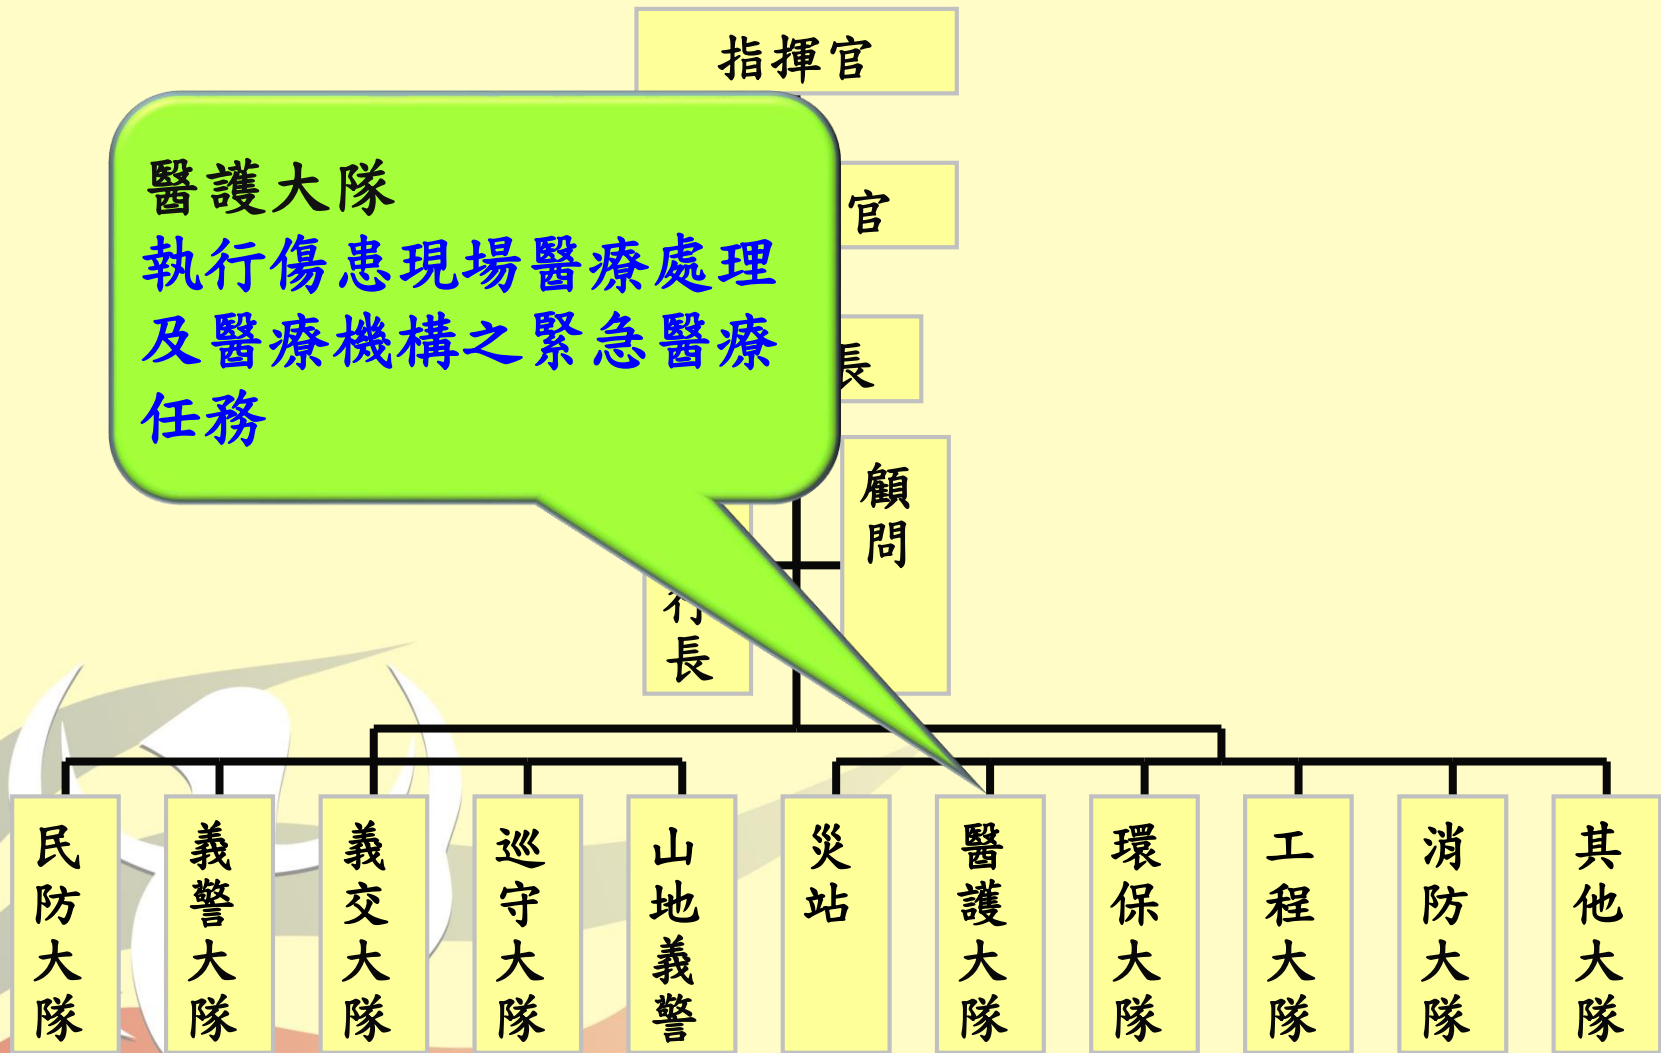 指揮官
醫護大隊
執行傷患現場醫療處理
及醫療機構之緊急醫療
任務
官
長
顧問
行長
民防大隊
義警大隊
義交大隊
巡守大隊
山地義警
災站
醫護大隊
環保大隊
工程大隊
消防大隊
其他大隊